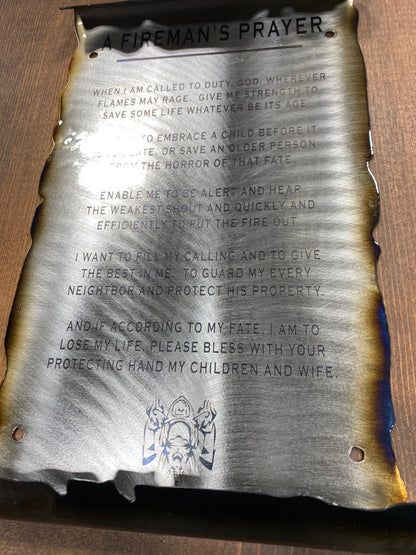 A FIREMAN'S PRAYER
WHEN I AM CALLED TO DUTY, GOD, WHEREVER
FLAMES MAY RAGE. GIVE ME STRENGTH TO
SAVE SOME LIFE WHATEVER BE ITS AGE.
TO EMBRACE A CHILD BEFORE IT
OR SAVE AN OLDER PERSON
FROM THE HORROR OF THAT FATE.
ENABLE ME TO BE ALERT AND HEAR
THE WEAKEST SHOUT AND QUICKLY AND
EFFICIENTLY TO PUT THE FIRE OUT.
I WANT TO FILL MY CALLING AND TO GIVE
THE BEST IN ME. TO GUARD MY EVERY
NEIGHTBOR AND PROTECT HIS PROPERTY.
AND IF ACCORDING TO MY FATE, I AM TO
LOSE MY LIFE, PLEASE BLESS WITH YOUR
PROTECTING HAND MY CHILDREN AND WIFE.